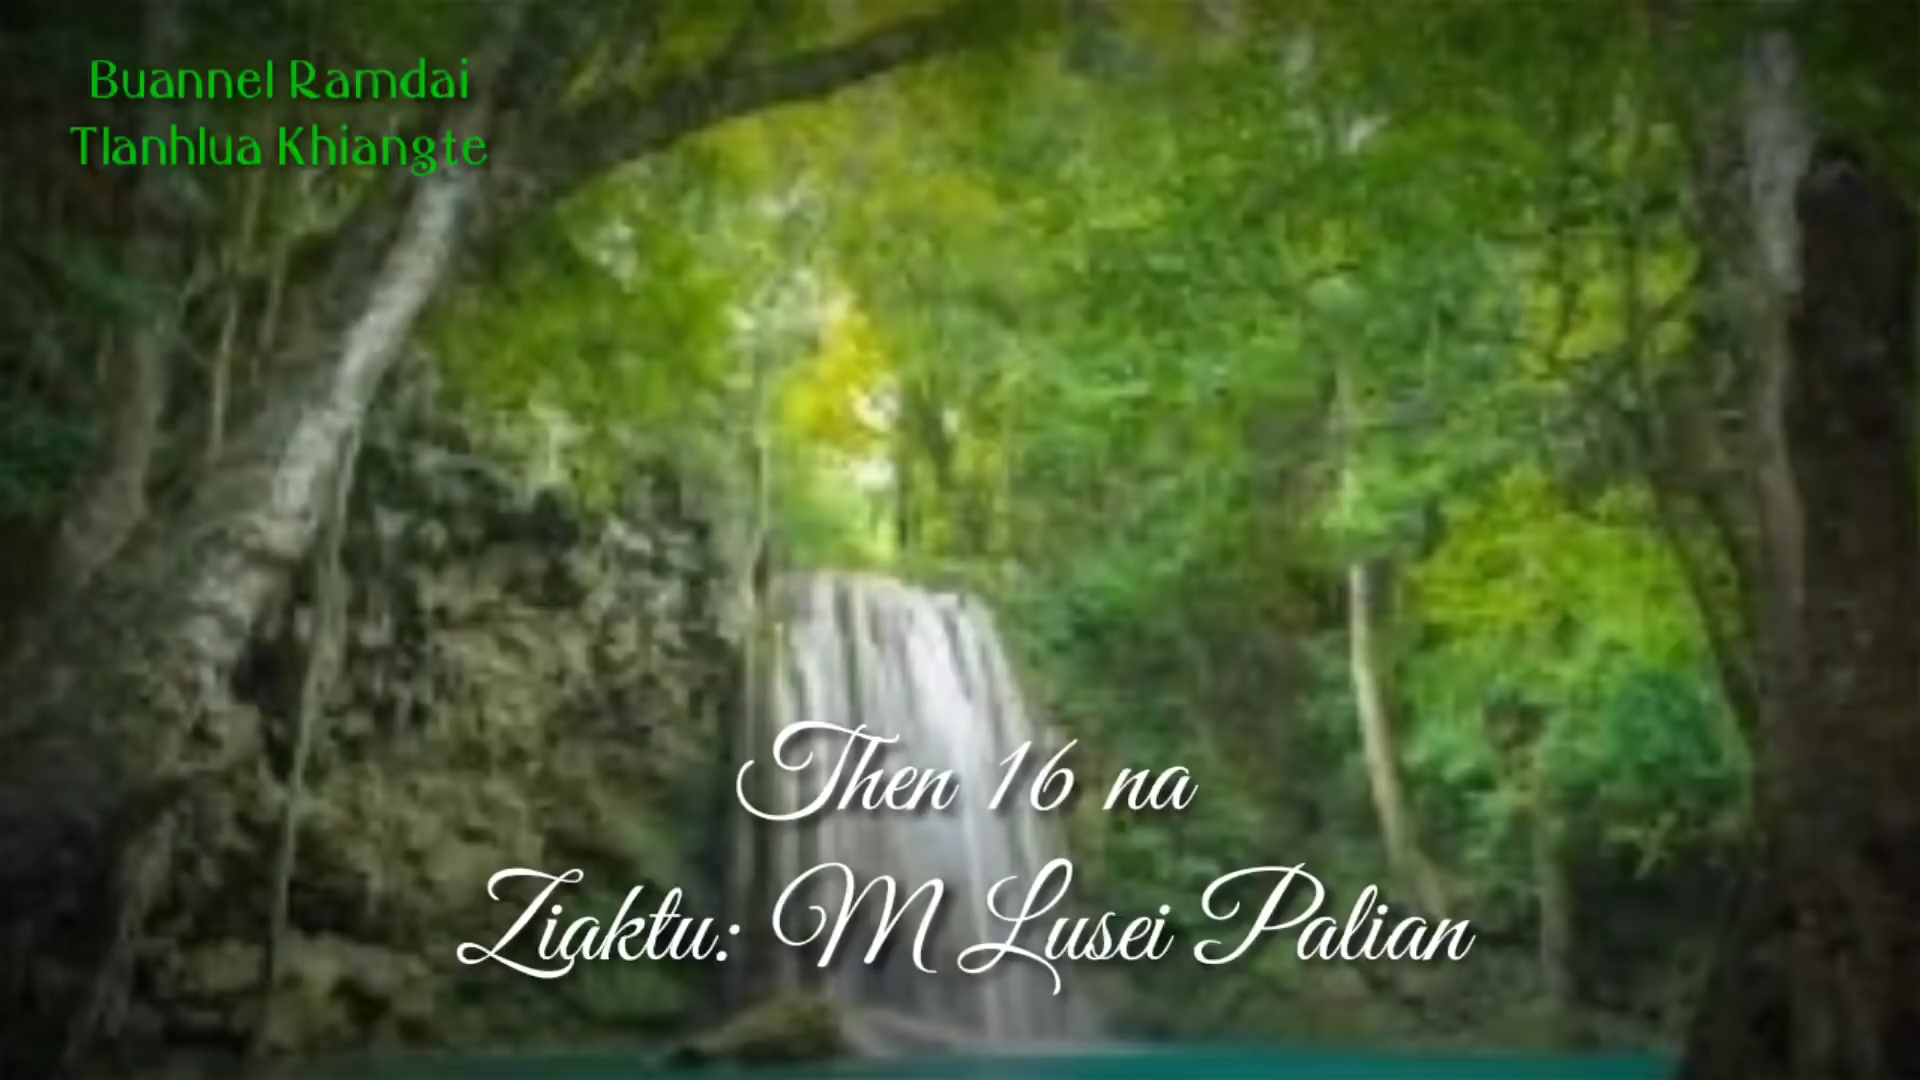 Buannel Ramdai
Tlanhlua Khiangte
Then 16 na
Ziaktu: M Lusei Palian